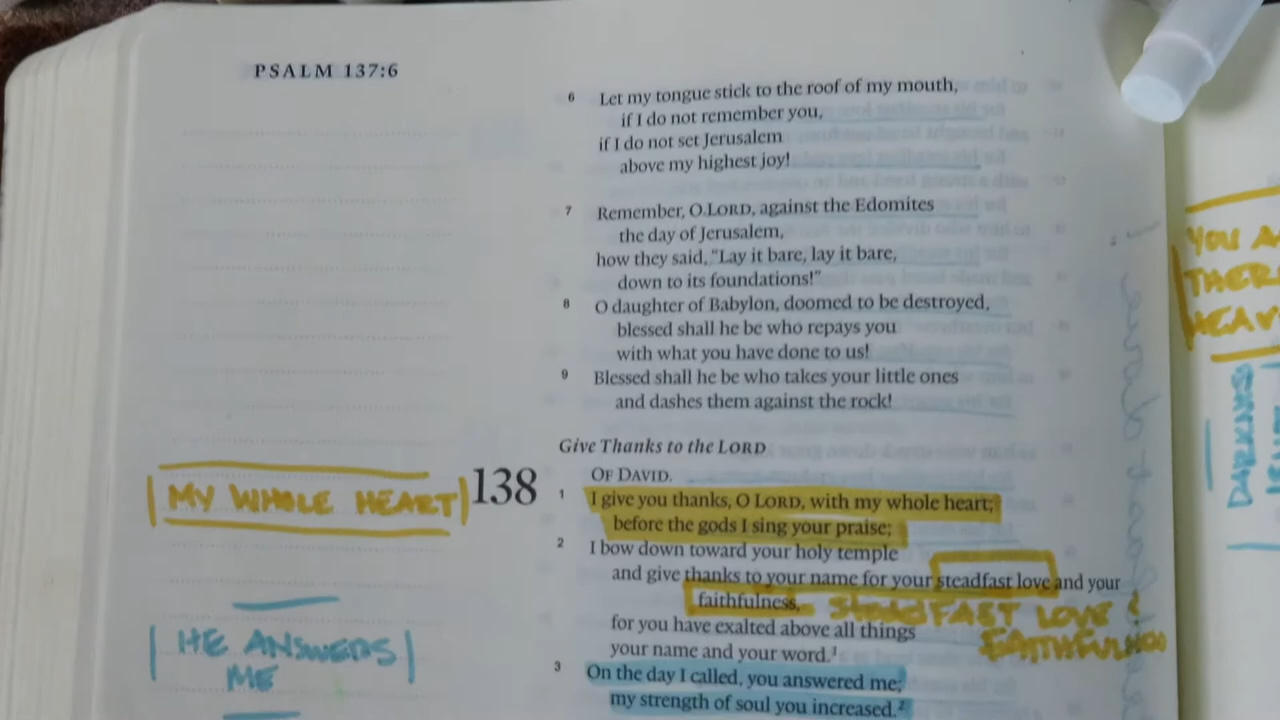 PSALM 137:6
6 Let my tongue stick to the roof of my mouth,
if I do not remember you,
if I do not set Jerusalem
above my highest joy!
7 Remember, O LORD, against the Edomites
the day of Jerusalem,
how they said, “Lay it bare, lay it bare,
down to its foundations!”
8 O daughter of Babylon, doomed to be destroyed,
blessed shall he be who repays you
with what you have done to us!
9 Blessed shall he be who takes your little ones
and dashes them against the rock!
Give Thanks to the LORD
138 OF DAVID.
1 I give you thanks, O LORD, with my whole heart;
before the gods I sing your praise;
2 I bow down toward your holy temple
and give thanks to your name for your steadfast love and your
faithfulness,
for you have exalted above all things
your name and your word.¹
3 On the day I called, you answered me;
my strength of soul you increased.²
MY WHOLE HEART
HE ANSWERS
ME
STEADFAST LOVE &
FAITHFULNESS
YOU